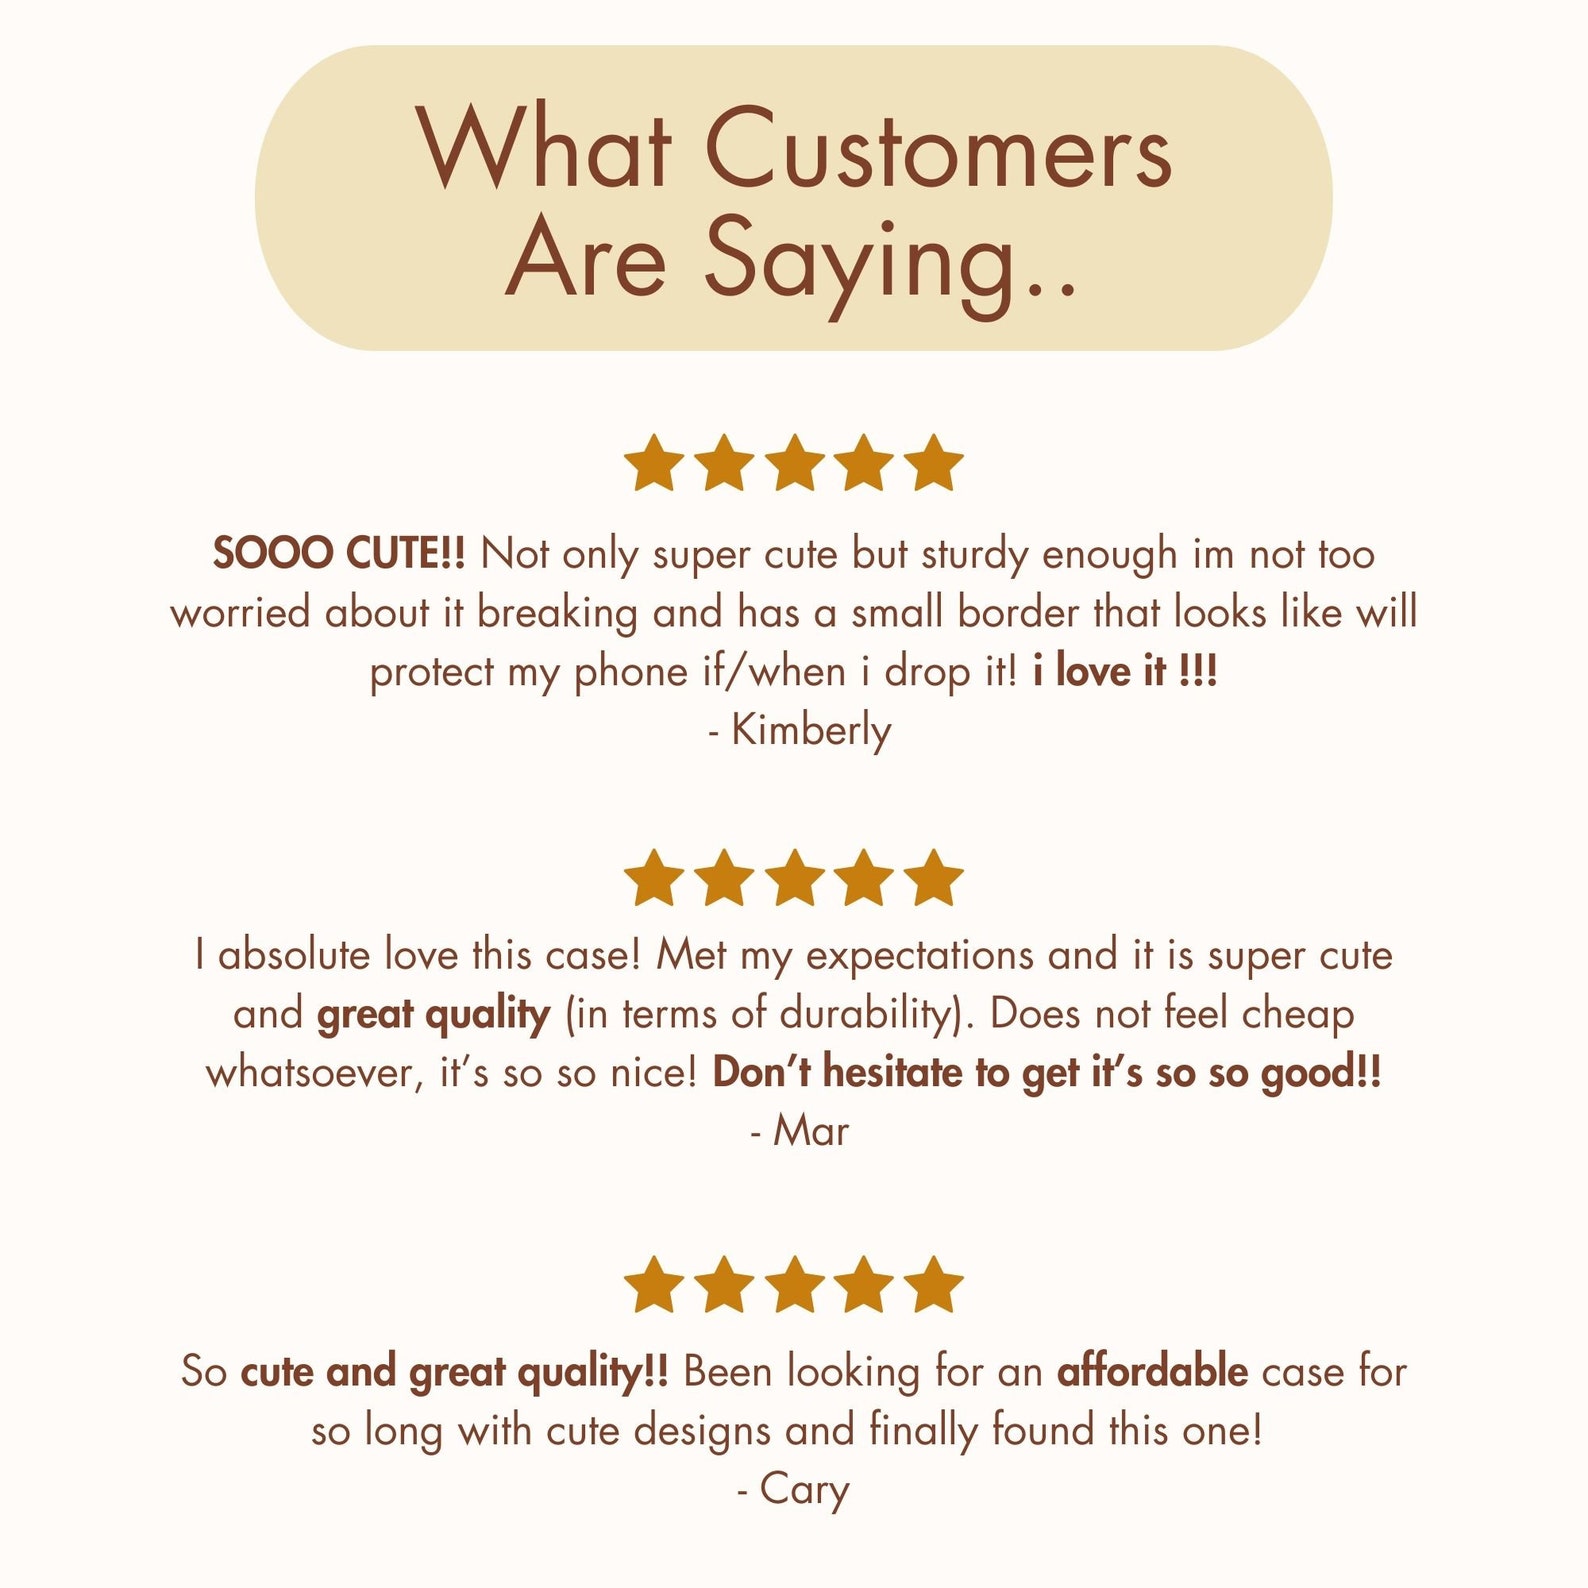 What Customers
Are Saying..
SOOO CUTE!! Not only super cute but sturdy enough im not too
worried about it breaking and has a small border that looks like will
protect my phone if/when i drop it! i love it !!!
- Kimberly
I absolute love this case! Met my expectations and it is super cute
and great quality (in terms of durability). Does not feel cheap
whatsoever, it’s so so nice! Don’t hesitate to get it’s so so good!!
- Mar
So cute and great quality!! Been looking for an affordable case for
so long with cute designs and finally found this one!
- Cary